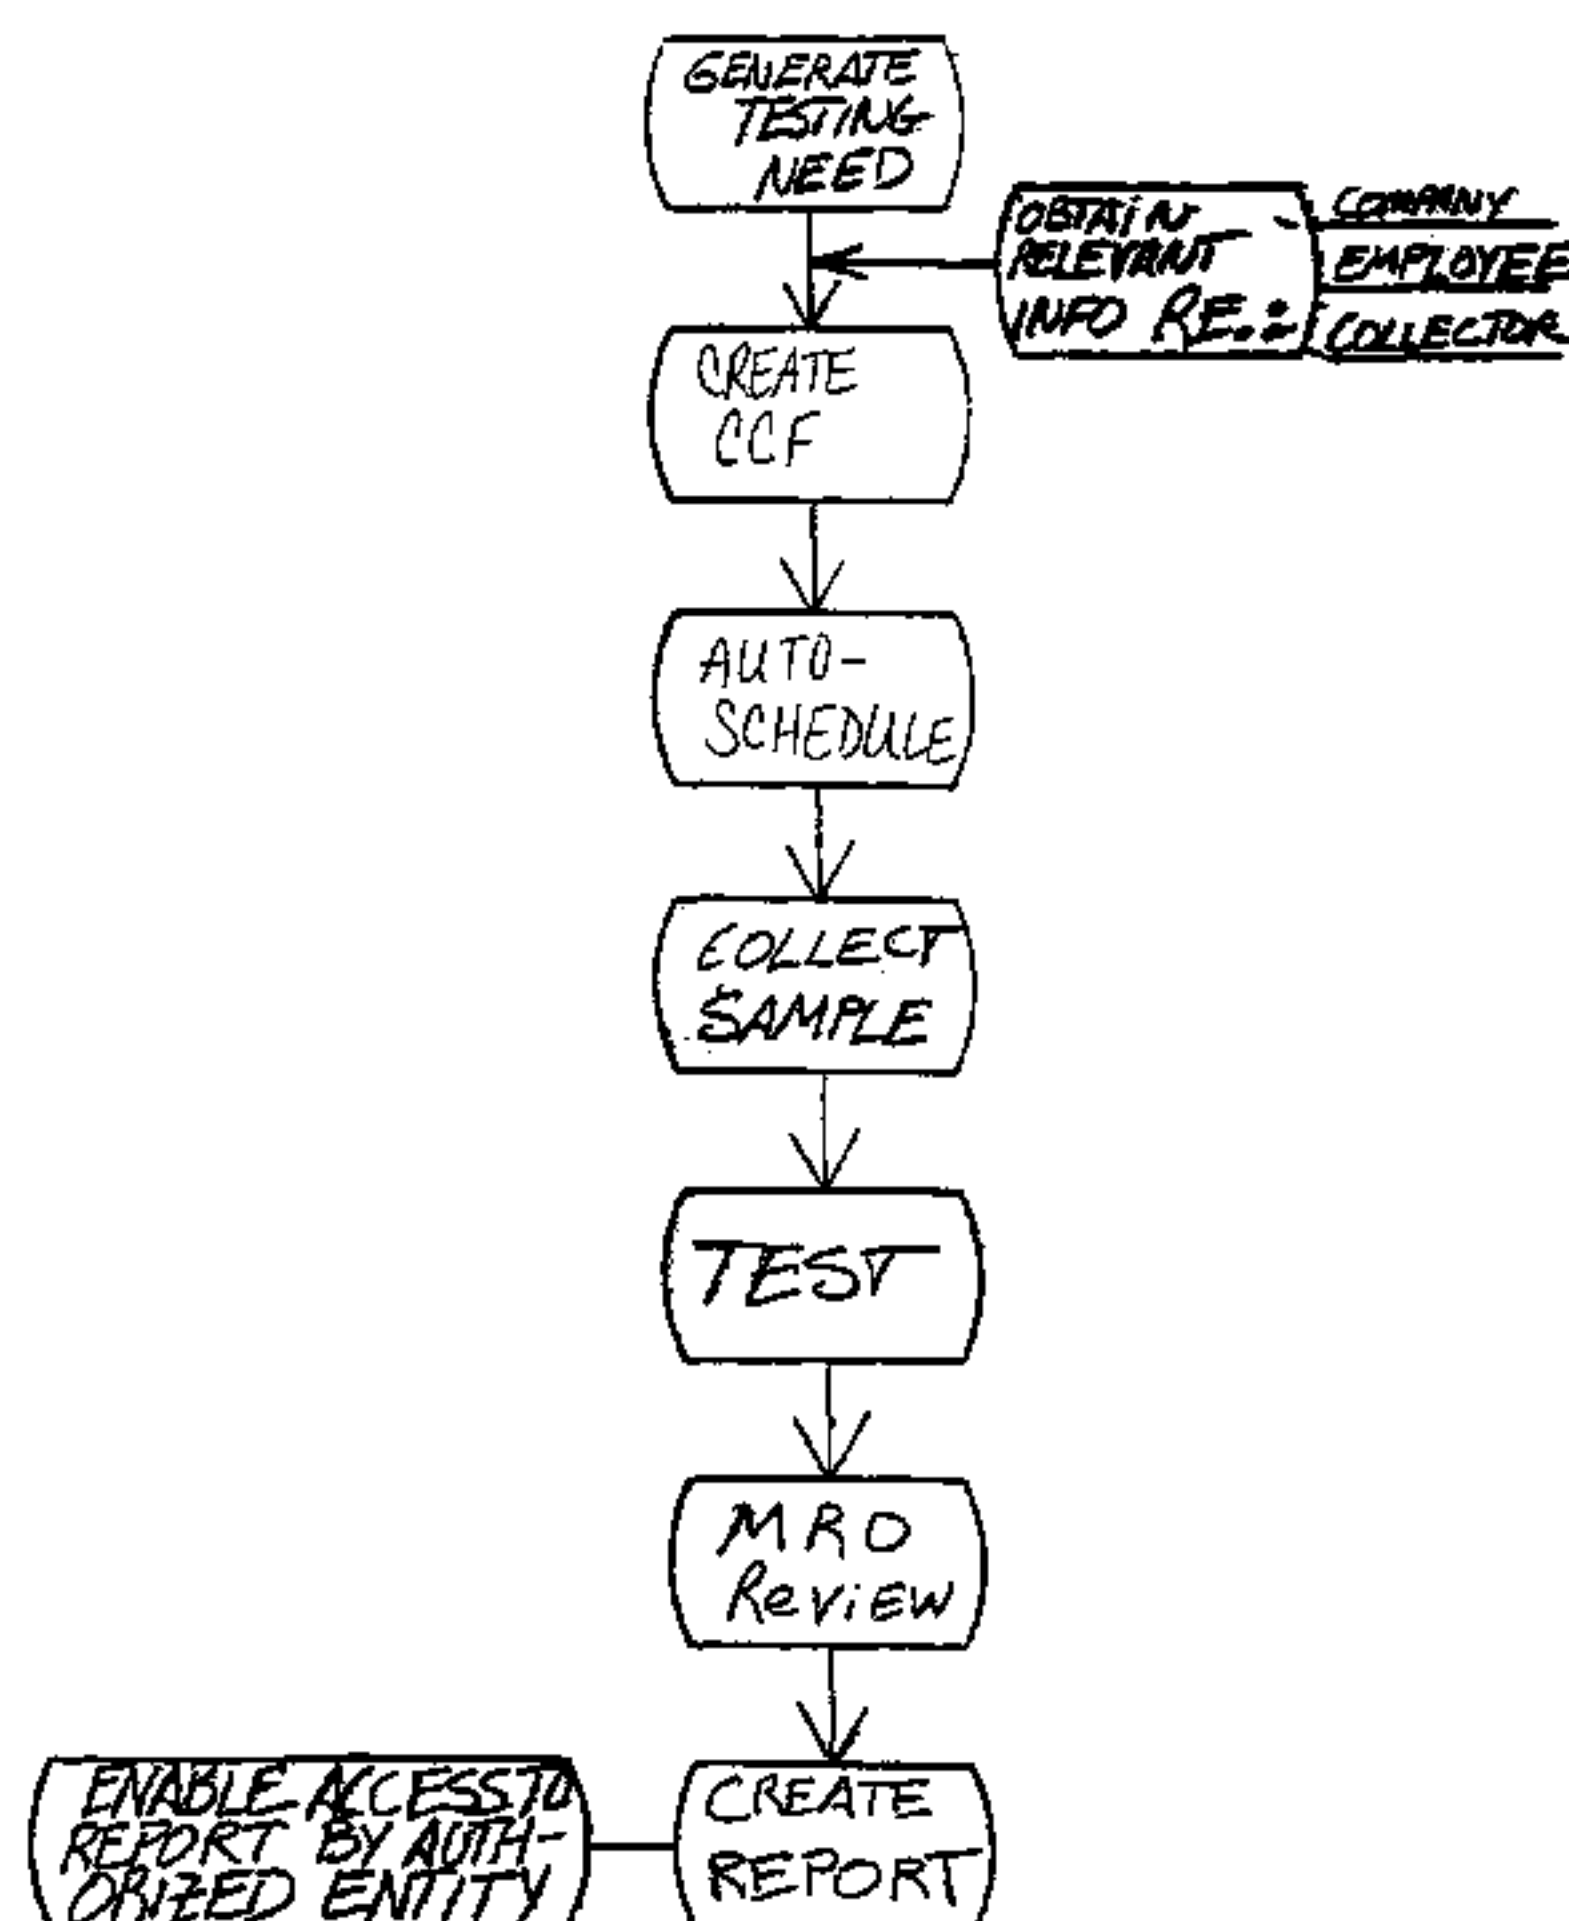 GENERATE
TESTING
NEED
OBTAIN
RELEVANT
INFO RE.:
COMPANY
EMPLOYEE
COLLECTOR
CREATE
CCF
AUTO-
SCHEDULE
COLLECT
SAMPLE
TEST
MRO
ReviEW
ENABLE ACCESS TO
REPORT BY AUTH-
ORIZED ENTITY
CREATE
REPORT